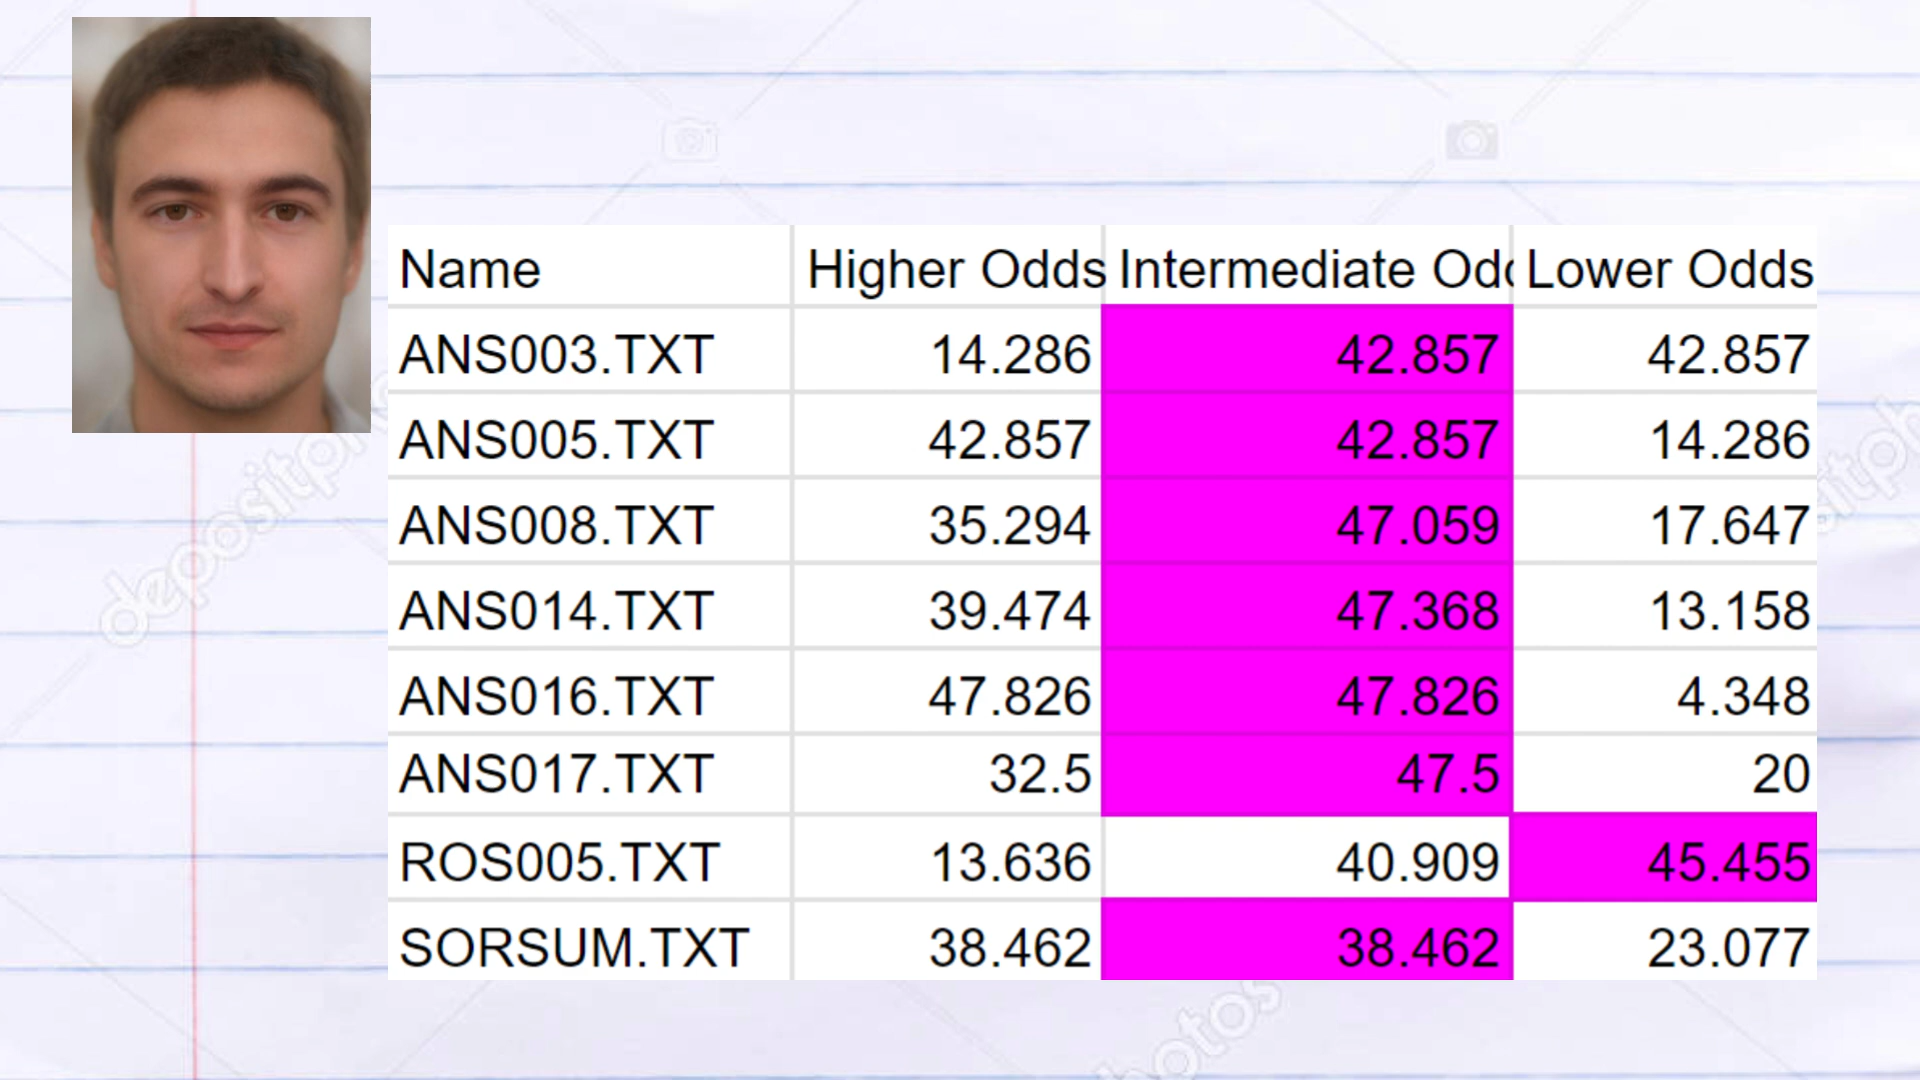 Name Higher Odds Intermediate Odd Lower Odds
ANS003.TXT 14.286 42.857 42.857
ANS005.TXT 42.857 42.857 14.286
ANS008.TXT 35.294 47.059 17.647
ANS014.TXT 39.474 47.368 13.158
ANS016.TXT 47.826 47.826 4.348
ANS017.TXT 32.5 47.5 20
ROS005.TXT 13.636 40.909 45.455
SORSUM.TXT 38.462 38.462 23.077